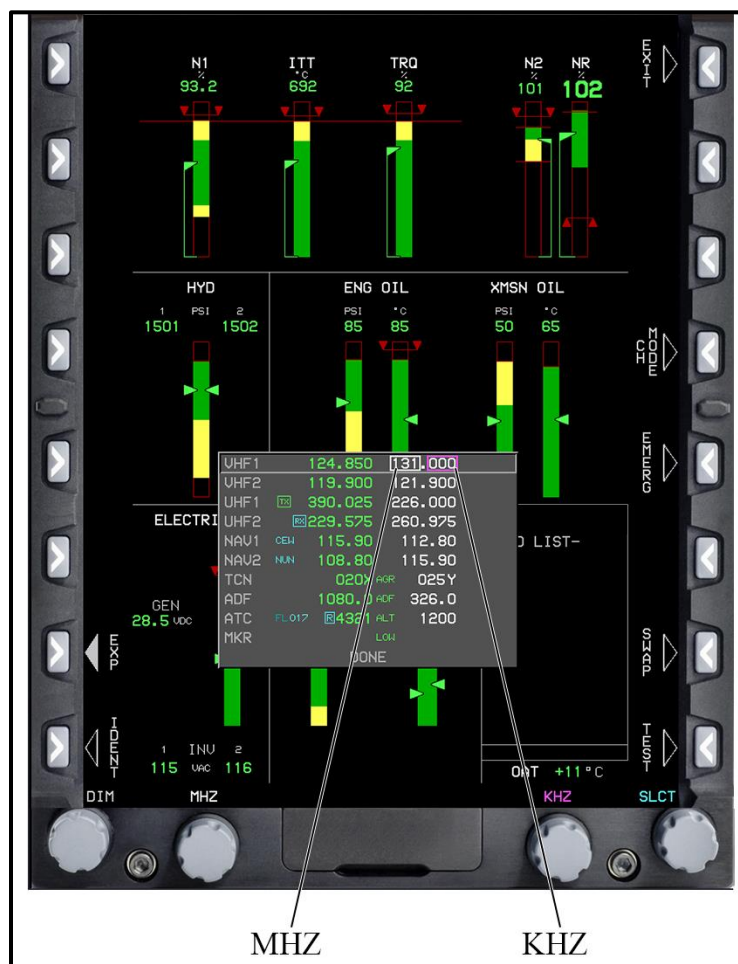 EXIT
N1 ITT TRQ N2 NR
% °C % % %
93.2 692 92 101 102
HYD ENG OIL XMSN OIL
1 PSI 2 PSI °C PSI °C
1501 1502 85 85 50 65
CH MODE
EMERG
VHF1 124.850 131.000
VHF2 119.900 121.900
UHF1 TX 390.025 226.000
UHF2 RX 229.575 260.975
NAV1 CEW 115.90 112.80
NAV2 NUN 108.80 115.90
TCN 020X AGR 025Y
ADF 1080.0 ADF 326.0
ATC FL017 R 4321 ALT 1200
MKR LOW
DONE
ELECTRI
LIST-
GEN
28.5 VDC
EXP
SWAP
IDENT
TEST
1 INV 2
115 VAC 116
OAT +11°C
DIM MHZ KHZ SLCT
MHZ KHZ